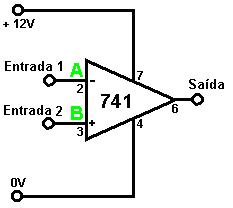 + 12V
Entrada 1
A
7
Saída
2
-
741
6
Entrada 2
B
3
+
4
0V